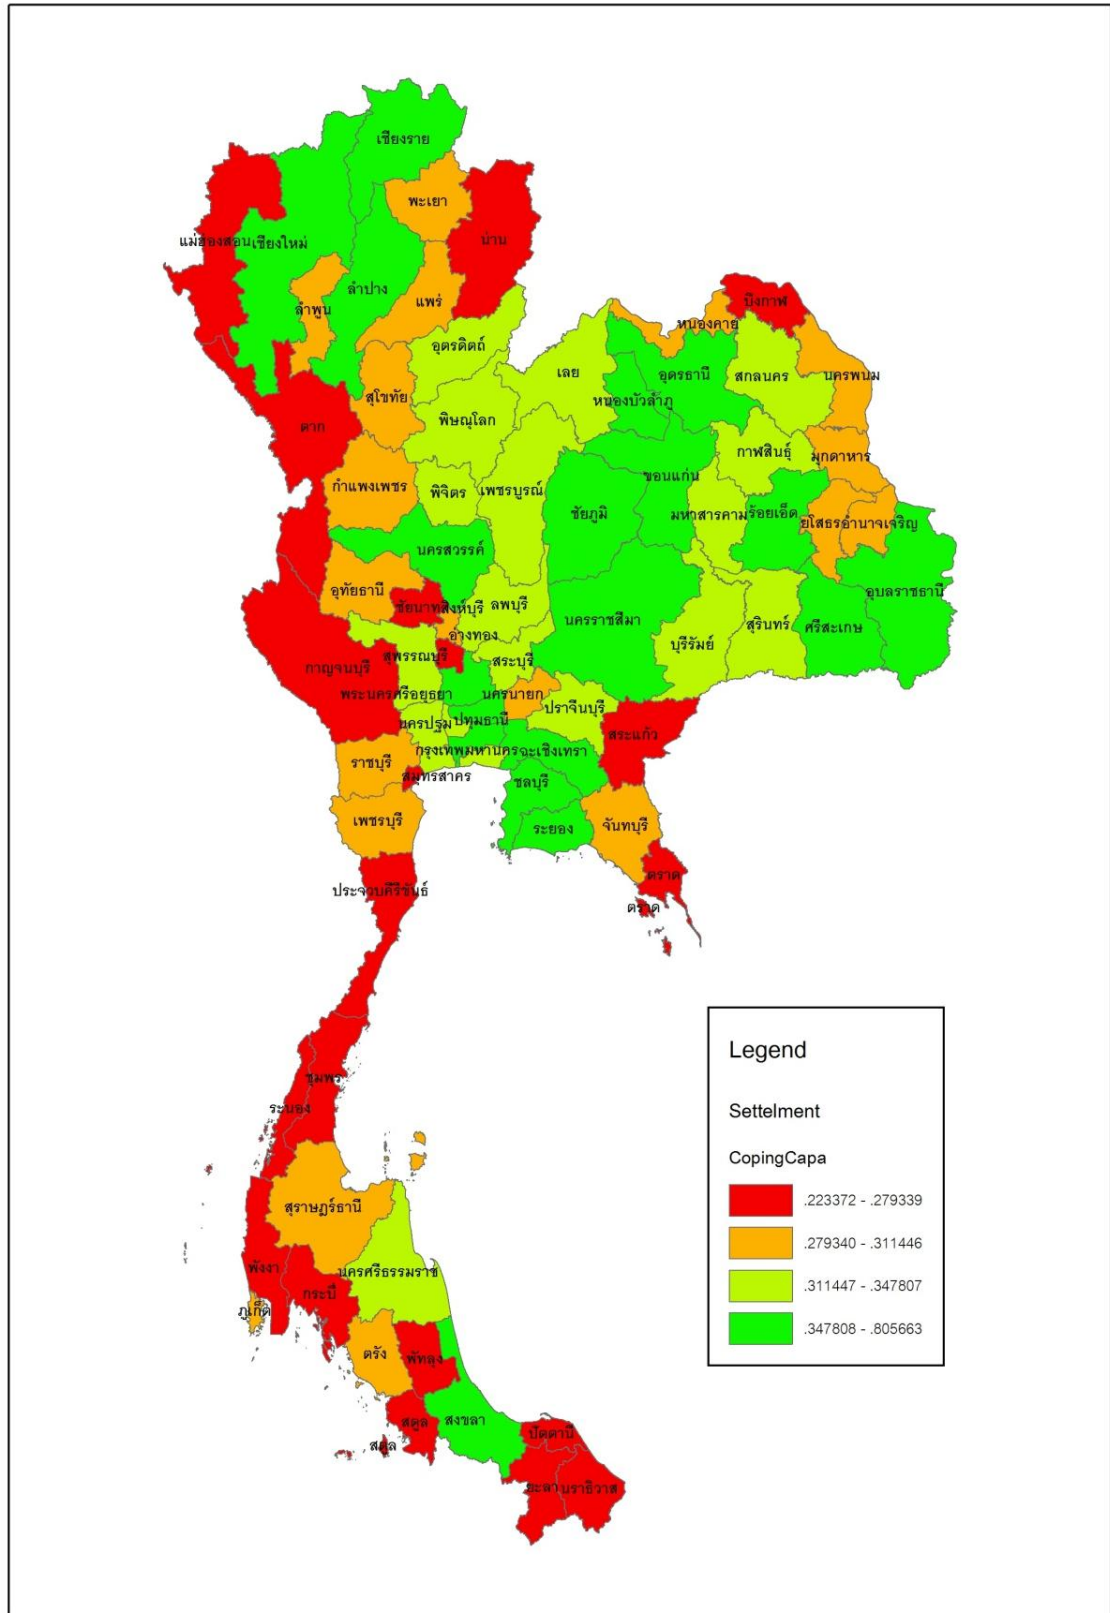 เชียงราย
พะเยา
น่าน
แม่ฮ่องสอน
เชียงใหม่
ลำปาง
แพร่
ลำพูน
บึงกาฬ
หนองคาย
อุตรดิตถ์
เลย
อุดรธานี
สกลนคร
นครพนม
สุโขทัย
หนองบัวลำภู
พิษณุโลก
ตาก
กาฬสินธุ์
มุกดาหาร
ขอนแก่น
กำแพงเพชร
พิจิตร
เพชรบูรณ์
ชัยภูมิ
มหาสารคาม
ร้อยเอ็ด
ยโสธร
อำนาจเจริญ
นครสวรรค์
อุทัยธานี
ชัยนาท
สิงห์บุรี
ลพบุรี
นครราชสีมา
อุบลราชธานี
สุรินทร์
ศรีสะเกษ
บุรีรัมย์
อ่างทอง
สุพรรณบุรี
สระบุรี
กาญจนบุรี
พระนครศรีอยุธยา
นครนายก
ปราจีนบุรี
นครปฐม
ปทุมธานี
สระแก้ว
กรุงเทพมหานคร
ฉะเชิงเทรา
ราชบุรี
สมุทรสาคร
ชลบุรี
เพชรบุรี
ระยอง
จันทบุรี
ประจวบคีรีขันธ์
ตราด
ตราด
ชุมพร
ระนอง
สุราษฎร์ธานี
พังงา
กระบี่
นครศรีธรรมราช
ภูเก็ต
ตรัง
พัทลุง
สตูล
สงขลา
สตูล
ปัตตานี
ยะลา
นราธิวาส
Legend
Settelment
CopingCapa
.223372 - .279339
.279340 - .311446
.311447 - .347807
.347808 - .805663